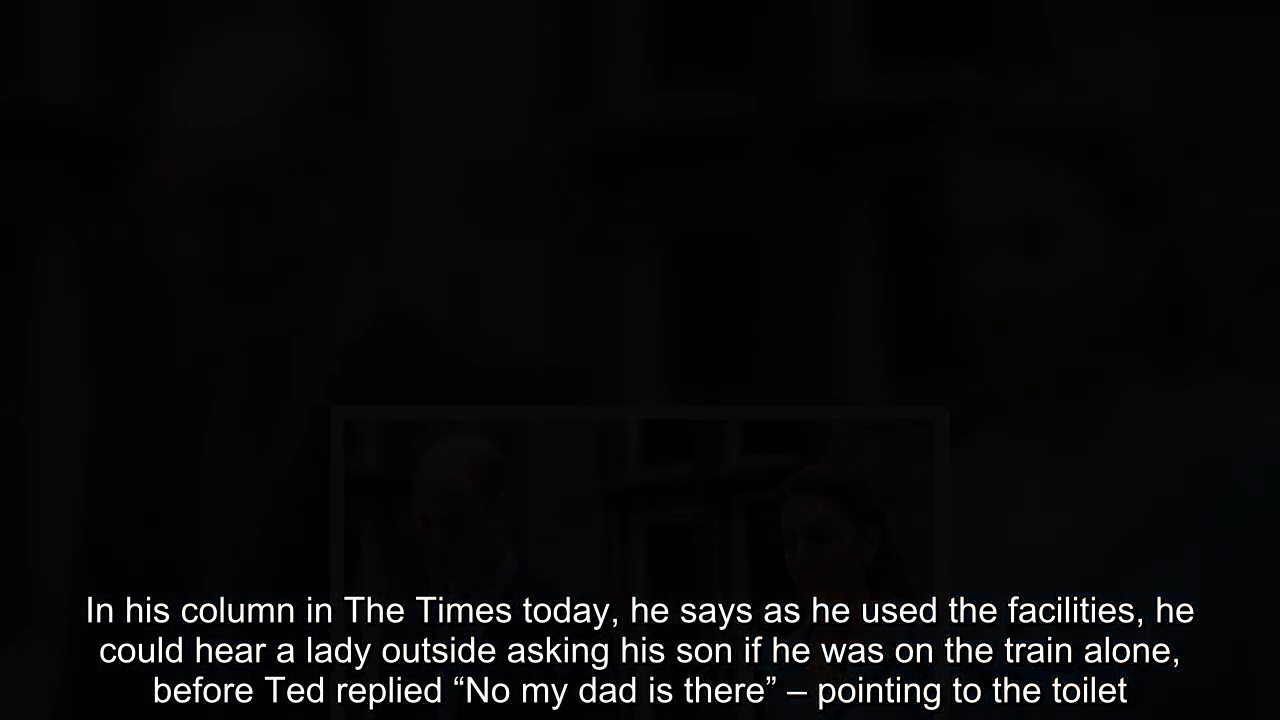 In his column in The Times today, he says as he used the facilities, he
could hear a lady outside asking his son if he was on the train alone,
before Ted replied “No my dad is there” – pointing to the toilet